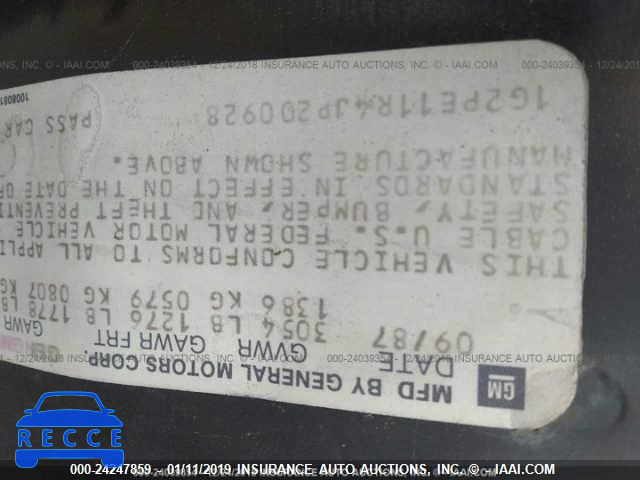 GM MFD BY GENERAL MOTORS CORP.
DATE GVWR GAWR FRT GAWR
09/87 3054 LB 1276 LB 1778 LB
1386 KG 0579 KG 0807 KG
THIS VEHICLE CONFORMS TO ALL APPLI
CABLE U.S. FEDERAL MOTOR VEHICLE
SAFETY, BUMPER, AND THEFT PREVENTI
STANDARDS IN EFFECT ON THE DATE OF
MANUFACTURE SHOWN ABOVE.
1G2PE11R4JP200928 PASS CAR
RECCE
000-24247859 - 01/11/2019 INSURANCE AUTO AUCTIONS, INC. - IAAI.COM